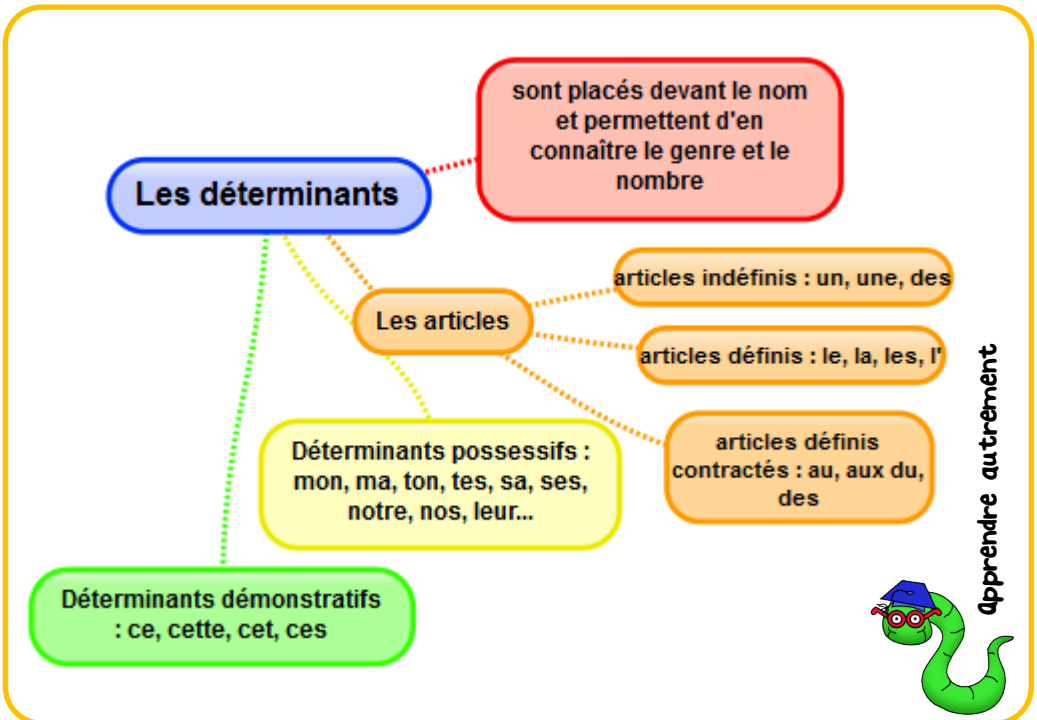 Les déterminants
sont placés devant le nom
et permettent d'en
connaître le genre et le
nombre
Les articles
articles indéfinis : un, une, des
articles définis : le, la, les, l'
articles définis
contractés : au, aux du,
des
Déterminants possessifs :
mon, ma, ton, tes, sa, ses,
notre, nos, leur...
Déterminants démonstratifs
: ce, cette, cet, ces
apprendre autrement